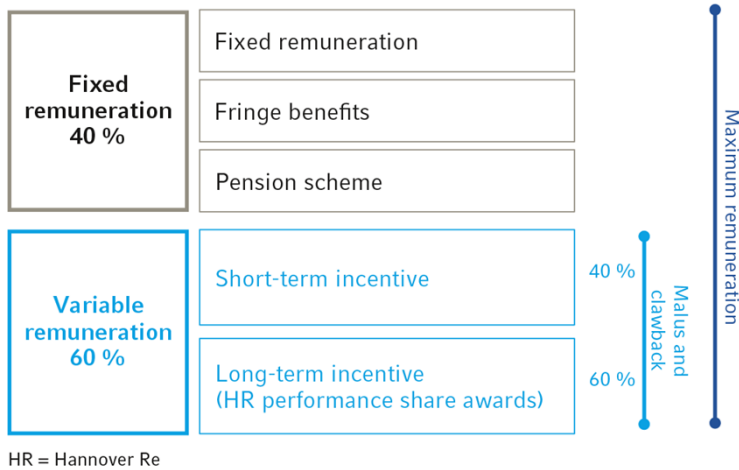 Fixed
remuneration
40 %
Fixed remuneration
Fringe benefits
Pension scheme
Variable
remuneration
60 %
Short-term incentive
40 %
Long-term incentive
(HR performance share awards)
60 %
Malus and
clawback
Maximum remuneration
HR = Hannover Re